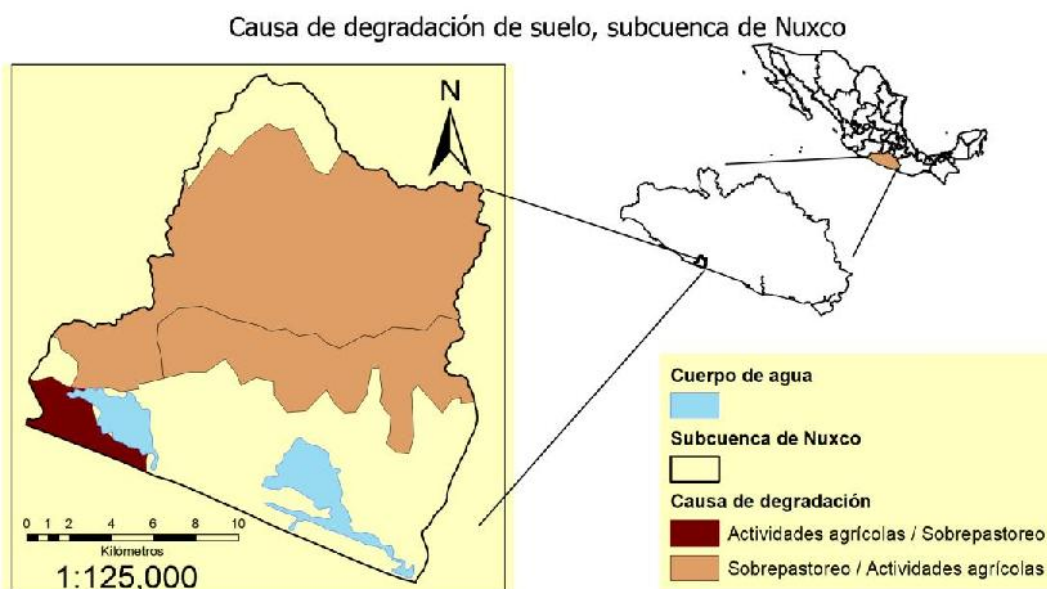 Causa de degradación de suelo, subcuenca de Nuxco
N
0 1 2 4 6 8 10
Kilómetros
1:125,000
Cuerpo de agua
Subcuenca de Nuxco
Causa de degradación
Actividades agrícolas / Sobrepastoreo
Sobrepastoreo / Actividades agrícolas